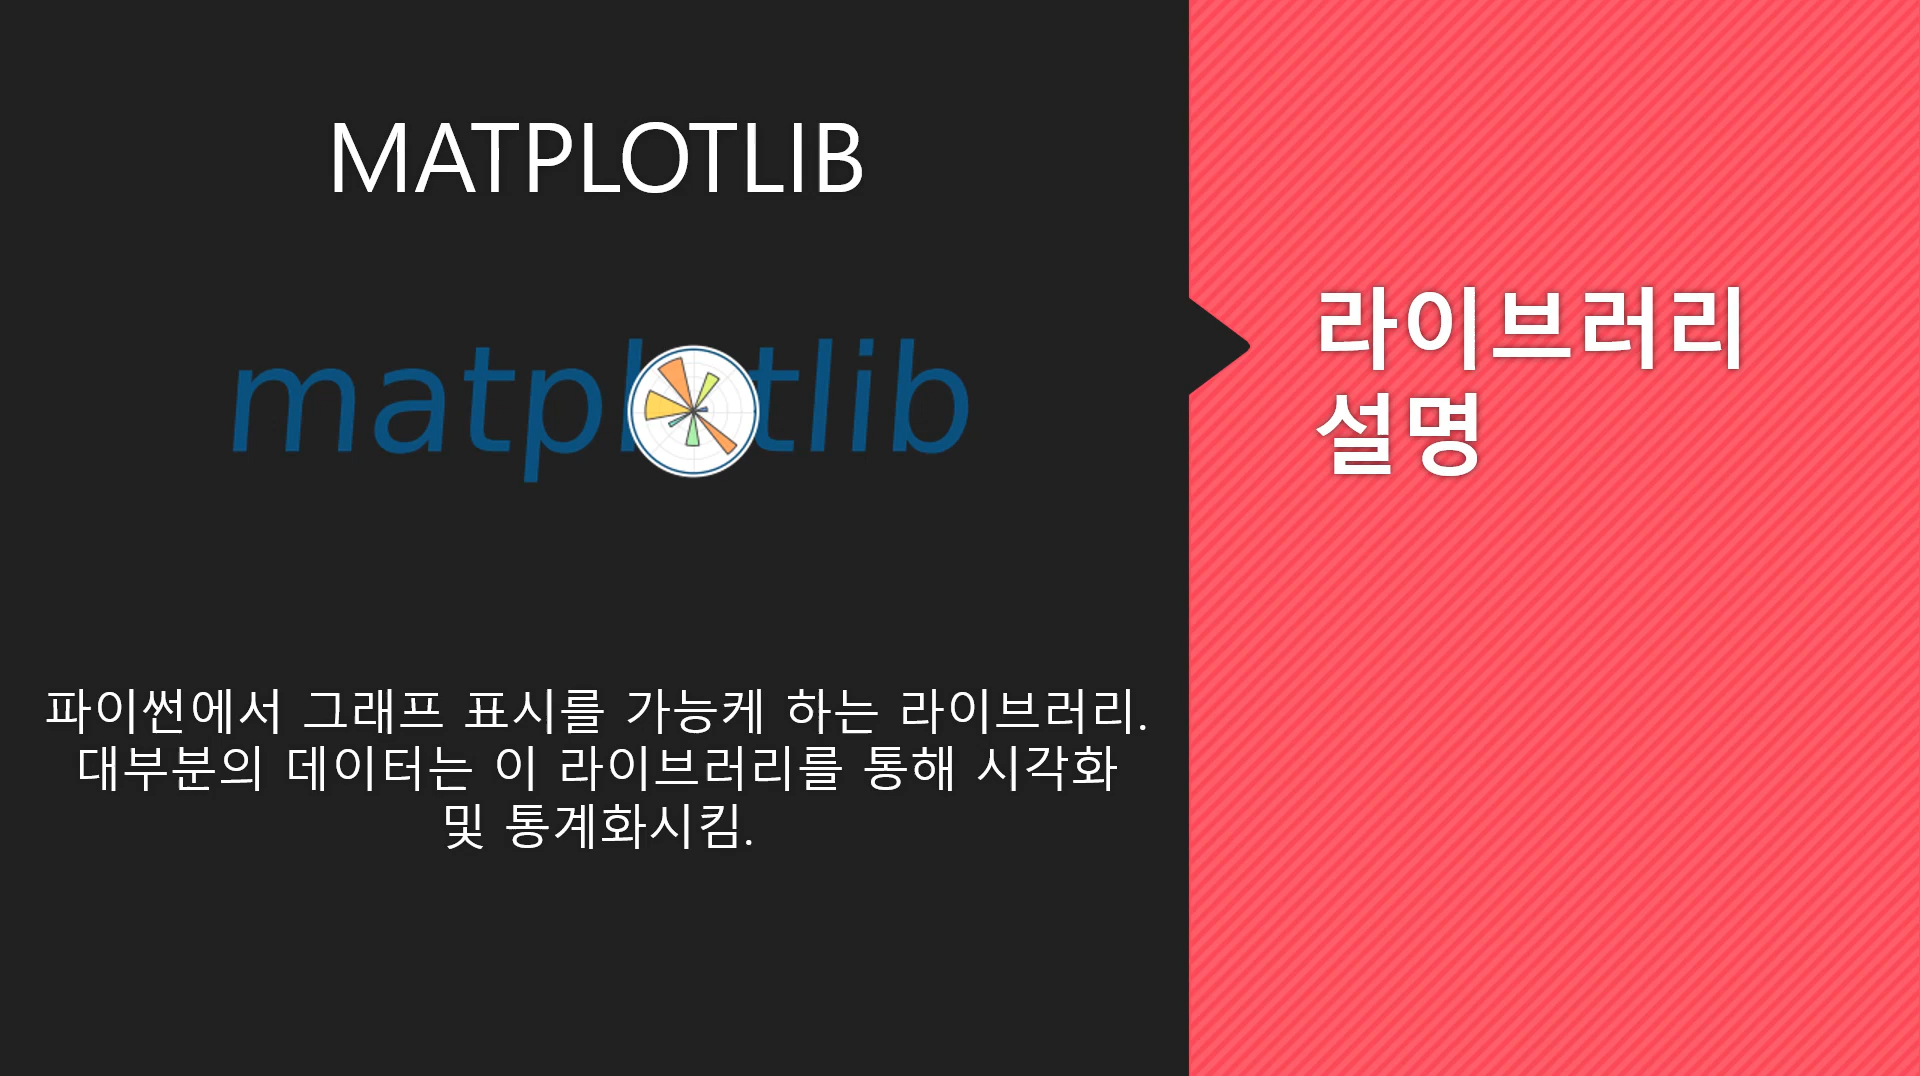 MATPLOTLIB
matplotlib
파이썬에서 그래프 표시를 가능케 하는 라이브러리.
대부분의 데이터는 이 라이브러리를 통해 시각화
및 통계화시킴.
라이브러리
설명